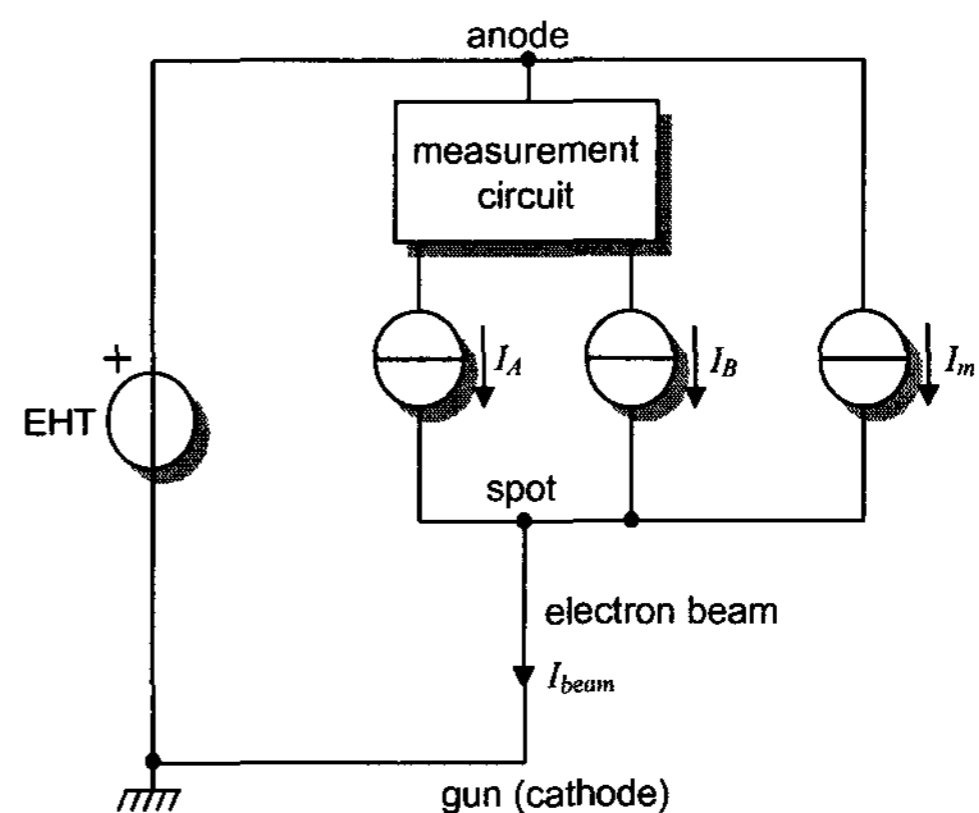 anode
measurement
circuit
+
EHT
I_A
I_B
I_m
spot
electron beam
I_beam
gun (cathode)